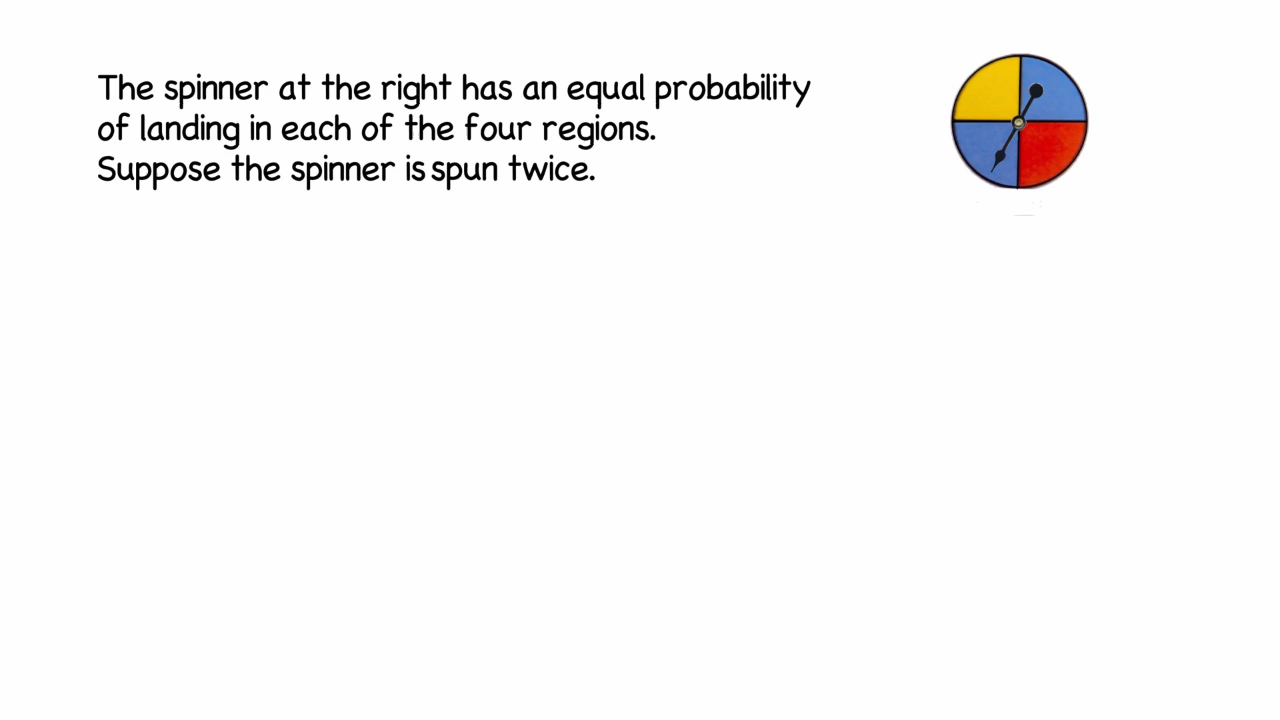 The spinner at the right has an equal probability
of landing in each of the four regions.
Suppose the spinner is spun twice.